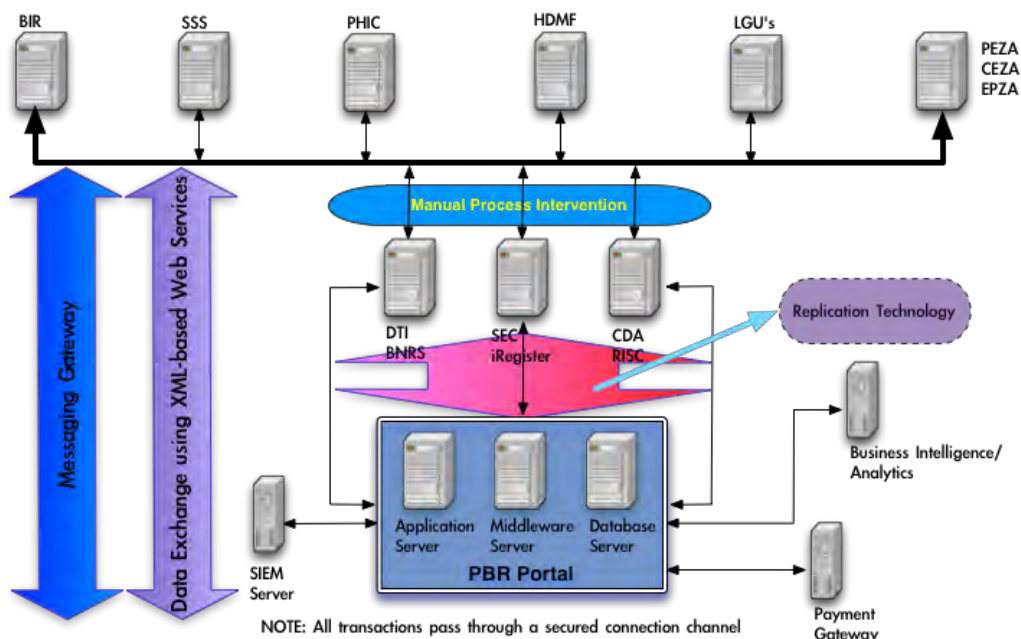 BIR
SSS
PHIC
HDMF
LGU's
PEZA
CEZA
EPZA
Manual Process Intervention
Messaging Gateway
Data Exchange using XML-based Web Services
DTI
BNRS
SEC
iRegister
CDA
RISC
Replication Technology
Business Intelligence/
Analytics
Application
Server
Middleware
Server
Database
Server
PBR Portal
SIEM
Server
Payment
Gateway
NOTE: All transactions pass through a secured connection channel